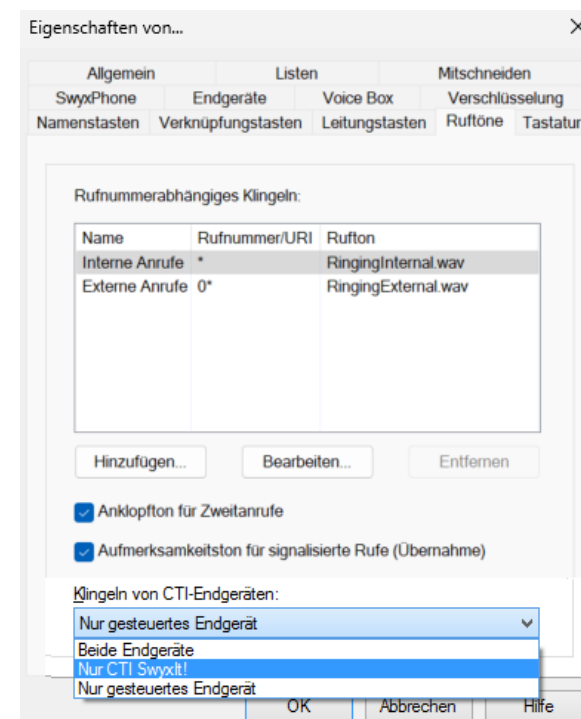 Eigenschaften von...
Allgemein Listen Mitschneiden
SwyxPhone Endgeräte Voice Box Verschlüsselung
Namenstasten Verknüpfungstasten Leitungstasten Ruftöne Tastatur
Rufnummerabhängiges Klingeln:
Name Rufnummer/URI Rufton
Interne Anrufe * RingingInternal.wav
Externe Anrufe 0* RingingExternal.wav
Hinzufügen... Bearbeiten... Entfernen
Anklopfton für Zweitanrufe
Aufmerksamkeitston für signalisierte Rufe (Übernahme)
Klingeln von CTI-Endgeräten:
Nur gesteuertes Endgerät
Beide Endgeräte
Nur CTI SwyxIt!
Nur gesteuertes Endgerät
OK Abbrechen Hilfe